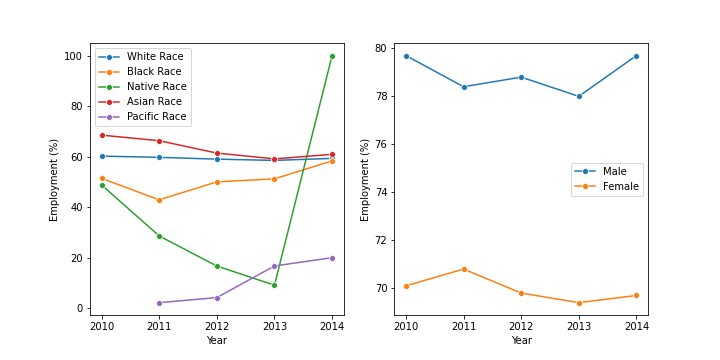 100
80
60
40
20
0
Employment (%)
White Race
Black Race
Native Race
Asian Race
Pacific Race
2010 2011 2012 2013 2014
Year
80
78
76
74
72
70
Employment (%)
Male
Female
2010 2011 2012 2013 2014
Year